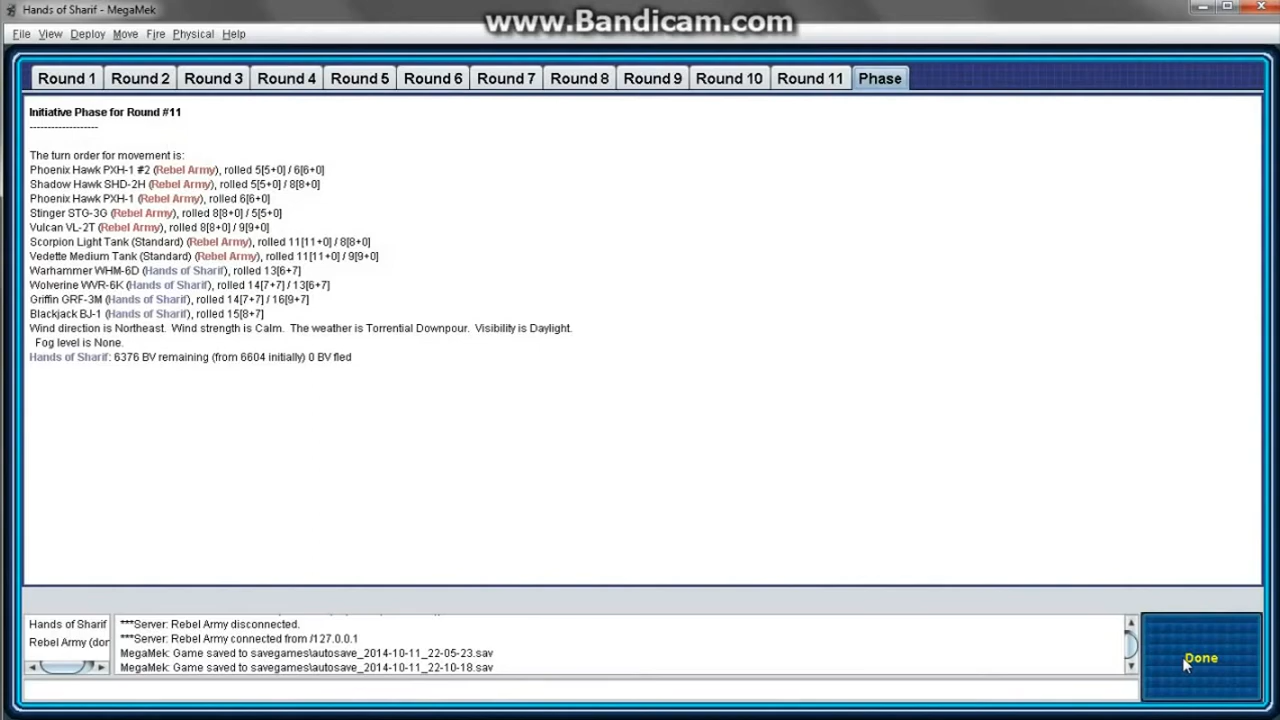 Hands of Sharif - MegaMek
www.Bandicam.com
File View Deploy Move Fire Physical Help
Round 1 Round 2 Round 3 Round 4 Round 5 Round 6 Round 7 Round 8 Round 9 Round 10 Round 11 Phase
Initiative Phase for Round #11
-------------------
The turn order for movement is:
Phoenix Hawk PXH-1 #2 (Rebel Army), rolled 5[5+0] / 6[6+0]
Shadow Hawk SHD-2H (Rebel Army), rolled 5[5+0] / 8[8+0]
Phoenix Hawk PXH-1 (Rebel Army), rolled 6[6+0]
Stinger STG-3G (Rebel Army), rolled 8[8+0] / 5[5+0]
Vulcan VL-2T (Rebel Army), rolled 8[8+0] / 9[9+0]
Scorpion Light Tank (Standard) (Rebel Army), rolled 11[11+0] / 8[8+0]
Vedette Medium Tank (Standard) (Rebel Army), rolled 11[11+0] / 9[9+0]
Warhammer WHM-6D (Hands of Sharif), rolled 13[6+7]
Wolverine WVR-6K (Hands of Sharif), rolled 14[7+7] / 13[6+7]
Griffin GRF-3M (Hands of Sharif), rolled 14[7+7] / 16[9+7]
Blackjack BJ-1 (Hands of Sharif), rolled 15[8+7]
Wind direction is Northeast. Wind strength is Calm. The weather is Torrential Downpour. Visibility is Daylight.
Fog level is None.
Hands of Sharif: 6376 BV remaining (from 6604 initially) 0 BV fled
Hands of Sharif
Rebel Army (don
***Server: Rebel Army disconnected.
***Server: Rebel Army connected from /127.0.0.1
MegaMek: Game saved to savegames\autosave_2014-10-11_22-05-23.sav
MegaMek: Game saved to savegames\autosave_2014-10-11_22-10-18.sav
Done